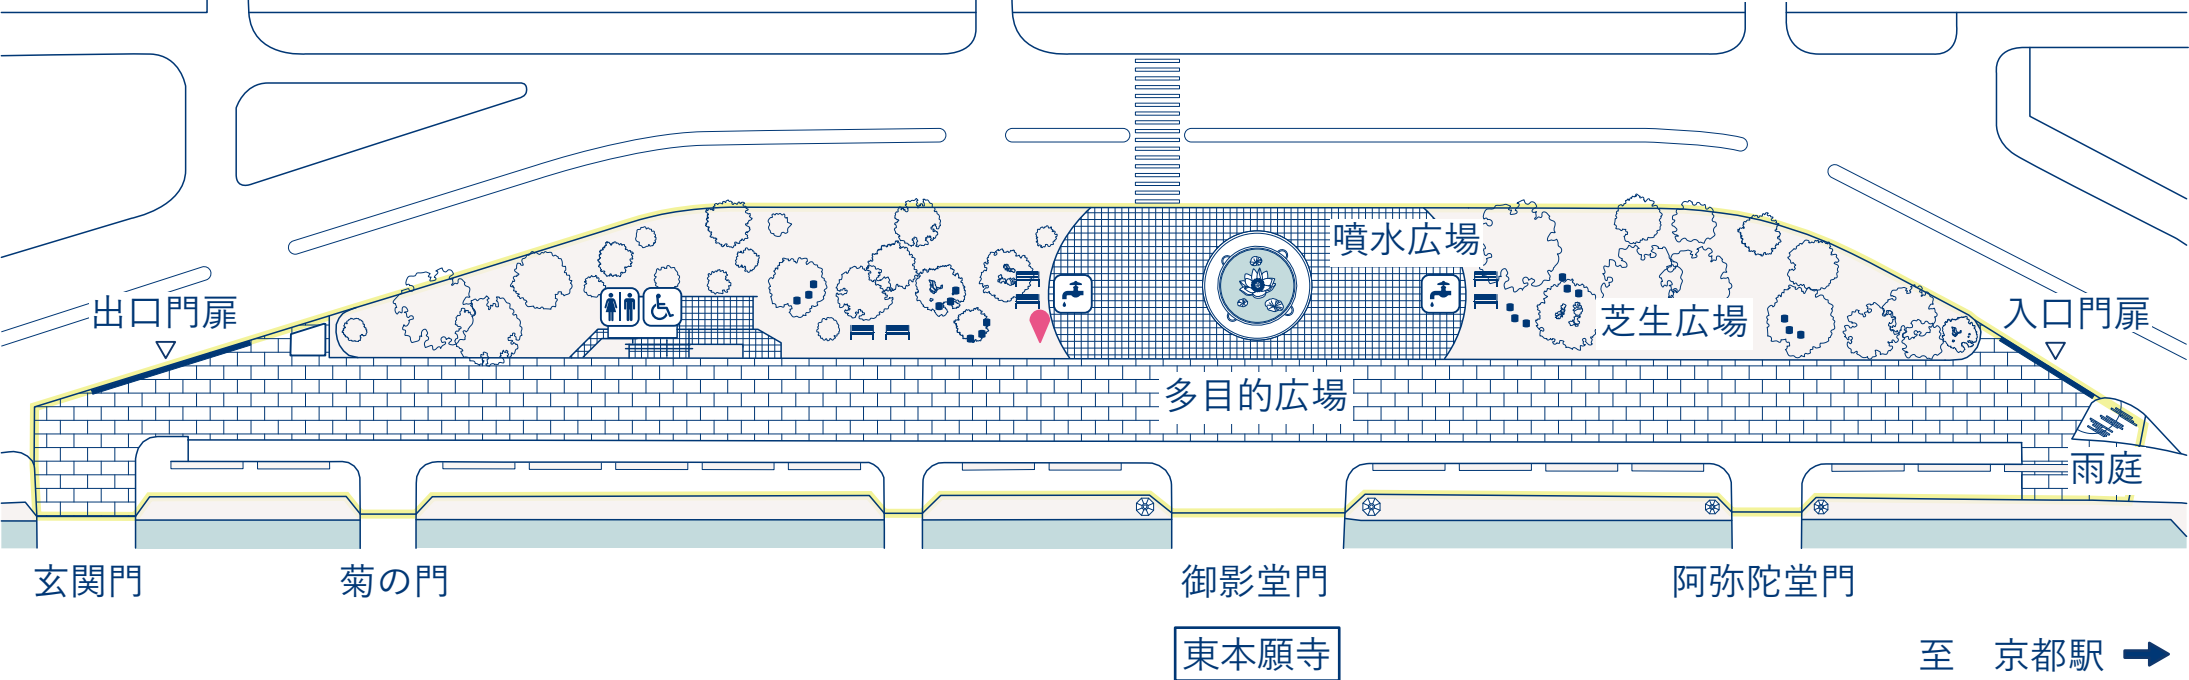 噴水広場
出口門扉
芝生広場
入口門扉
多目的広場
雨庭
玄関門
菊の門
御影堂門
阿弥陀堂門
東本願寺
至　京都駅